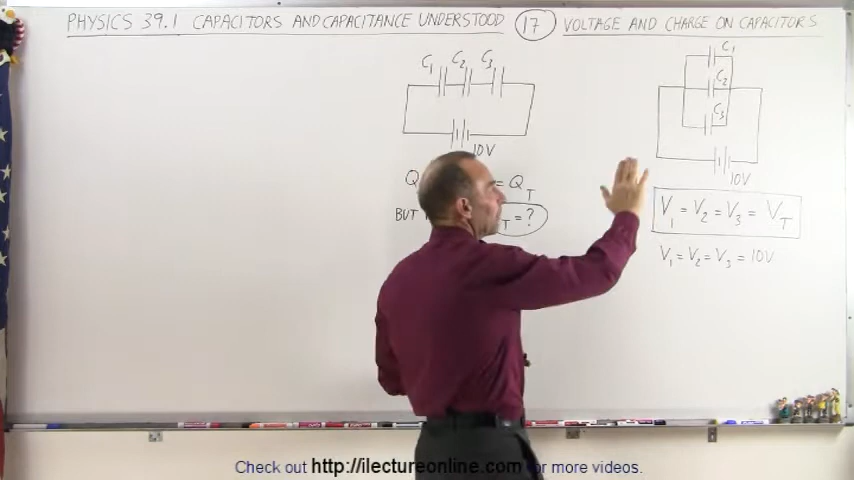 PHYSICS 39.1 CAPACITORS AND CAPACITANCE UNDERSTOOD 17 VOLTAGE AND CHARGE ON CAPACITORS
C1 C2 C3
10V
Q = QT
BUT T = ?
C1
C2
C3
10V
V1 = V2 = V3 = VT
V1 = V2 = V3 = 10V
Check out http://ilectureonline.com for more videos.